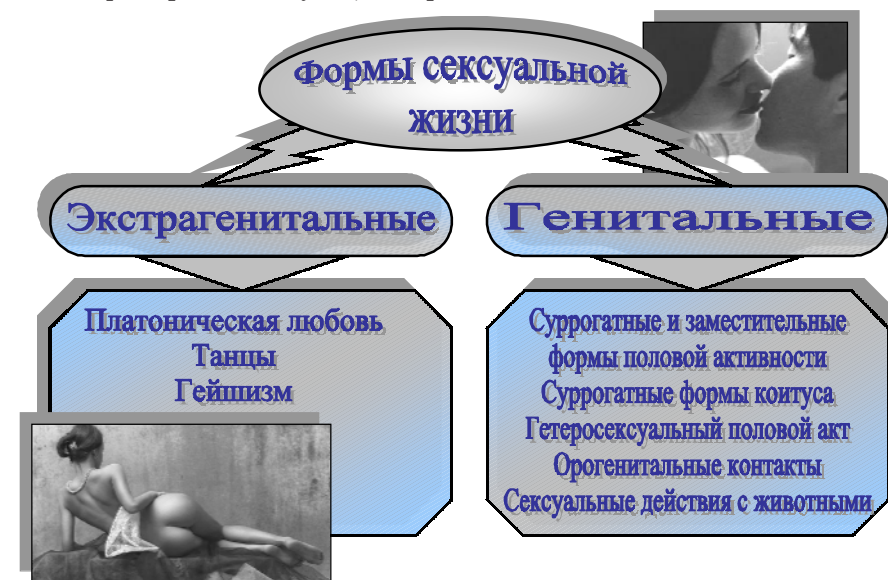 Формы сексуальной
жизни
Экстрагенитальные
Генитальные
Платоническая любовь
Танцы
Гейшизм
Суррогатные и заместительные
формы половой активности
Суррогатные формы коитуса
Гетеросексуальный половой акт
Орогенитальные контакты
Сексуальные действия с животными